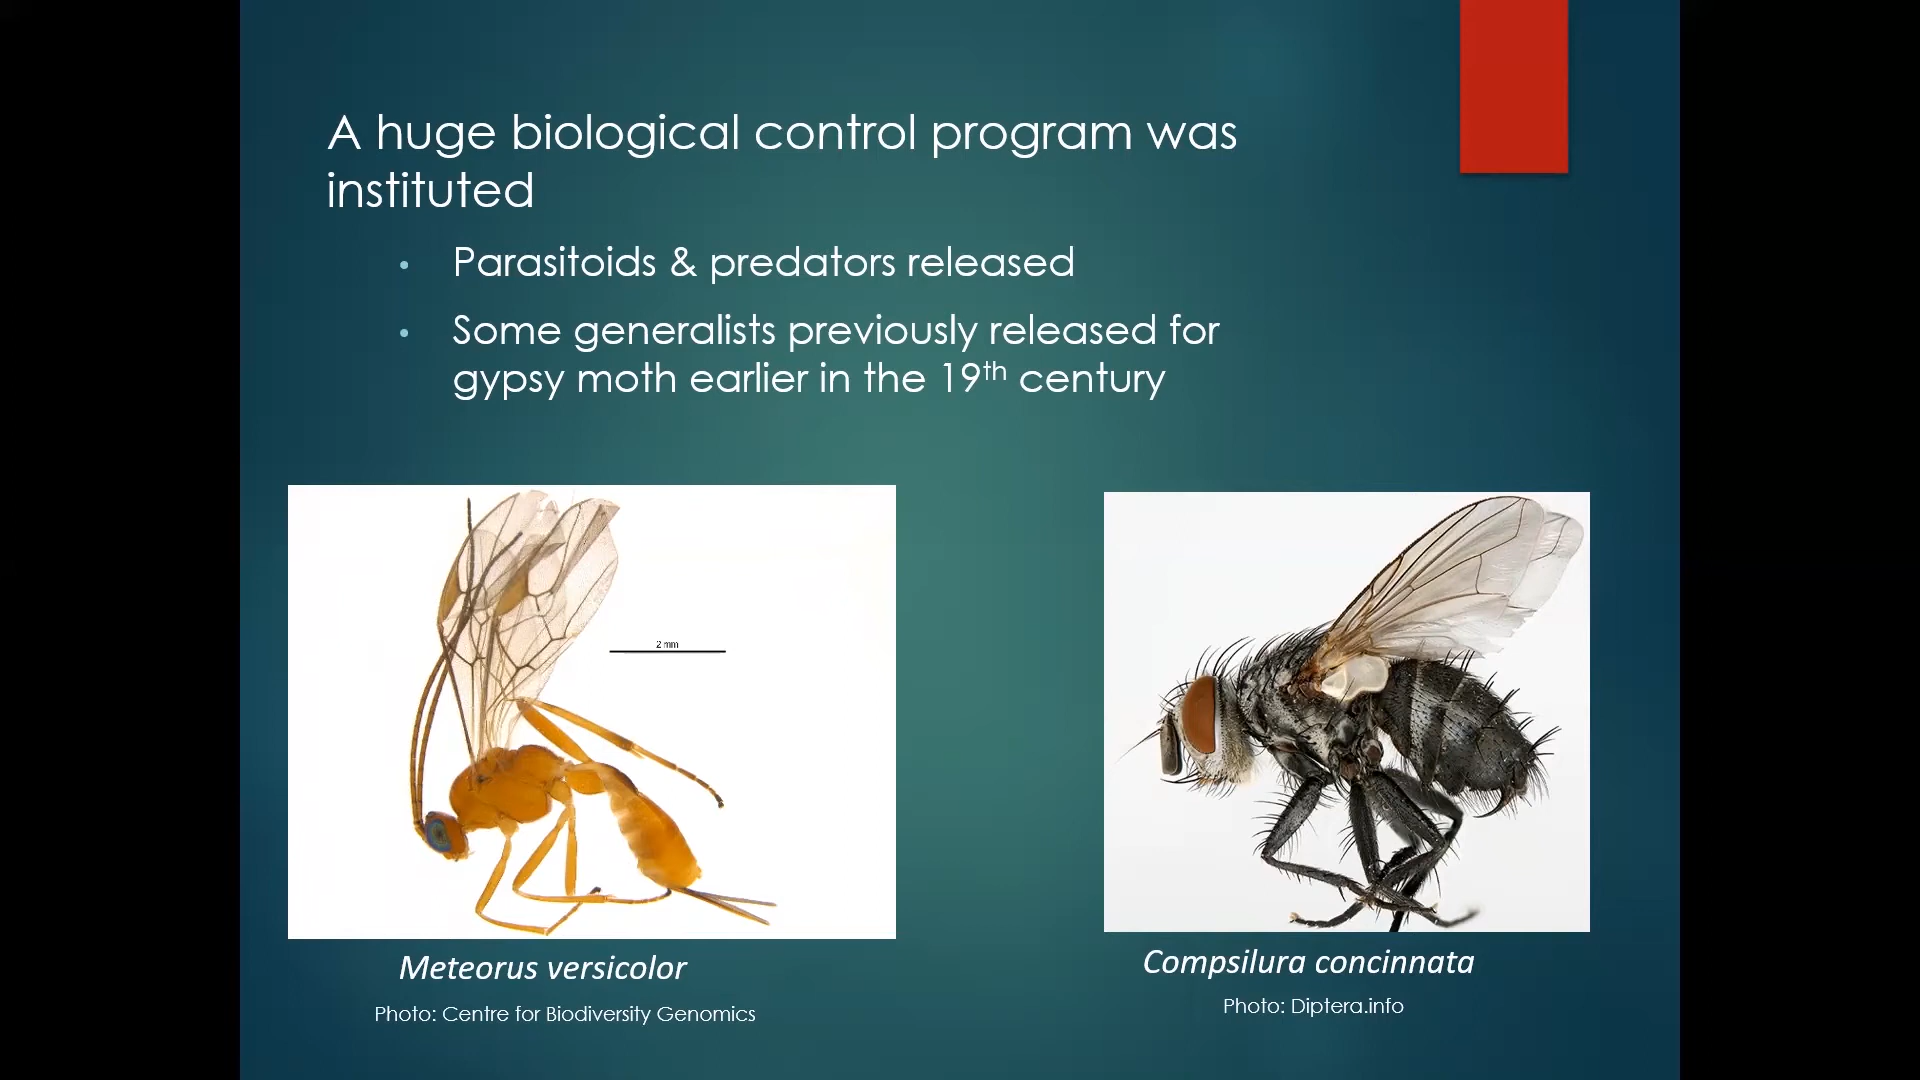 A huge biological control program was
instituted
• Parasitoids & predators released
• Some generalists previously released for
gypsy moth earlier in the 19th century
2 mm
Meteorus versicolor
Photo: Centre for Biodiversity Genomics
Compsilura concinnata
Photo: Diptera.info